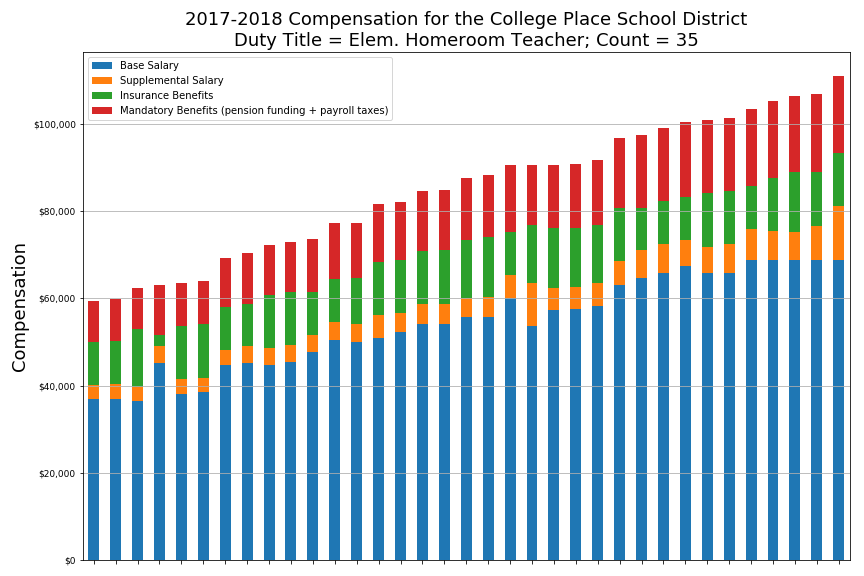 2017-2018 Compensation for the College Place School District
Duty Title = Elem. Homeroom Teacher; Count = 35
Base Salary
Supplemental Salary
Insurance Benefits
Mandatory Benefits (pension funding + payroll taxes)
Compensation
$100,000
$80,000
$60,000
$40,000
$20,000
$0